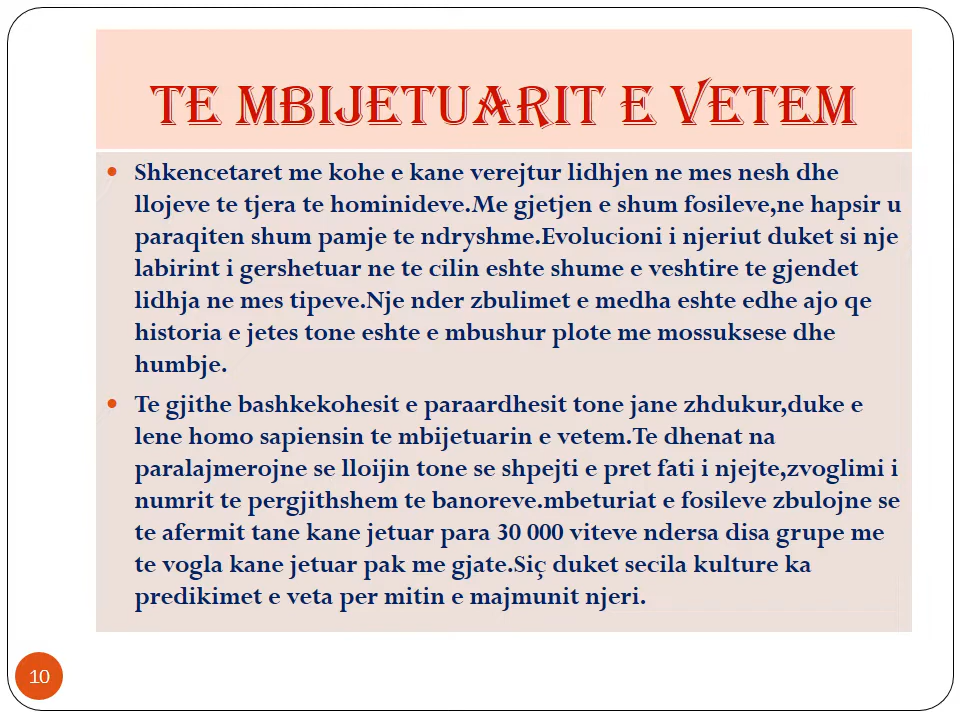 TE MBIJETUARIT E VETEM
• Shkencetaret me kohe e kane verejtur lidhjen ne mes nesh dhe
llojeve te tjera te hominideve.Me gjetjen e shum fosileve,ne hapsir u
paraqiten shum pamje te ndryshme.Evolucioni i njeriut duket si nje
labirint i gershetuar ne te cilin eshte shume e veshtire te gjendet
lidhja ne mes tipeve.Nje nder zbulimet e medha eshte edhe ajo qe
historia e jetes tone eshte e mbushur plote me mossuksese dhe
humbje.
• Te gjithe bashkekohesit e paraardhesit tone jane zhdukur,duke e
lene homo sapiensin te mbijetuarin e vetem.Te dhenat na
paralajmerojne se lloijin tone se shpejti e pret fati i njejte,zvoglimi i
numrit te pergjithshem te banoreve.mbeturiat e fosileve zbulojne se
te afermit tane kane jetuar para 30 000 viteve ndersa disa grupe me
te vogla kane jetuar pak me gjate.Siç duket secila kulture ka
predikimet e veta per mitin e majmunit njeri.
10